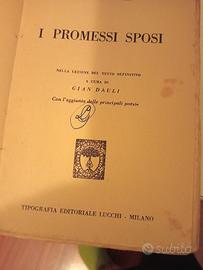 I PROMESSI SPOSI
NELLA LEZIONE DEL TESTO DEFINITIVO
A CURA DI
GIAN DAULI
Con l'aggiunta delle principali poesie
TIPOGRAFIA EDITORIALE LUCCHI - MILANO
subito